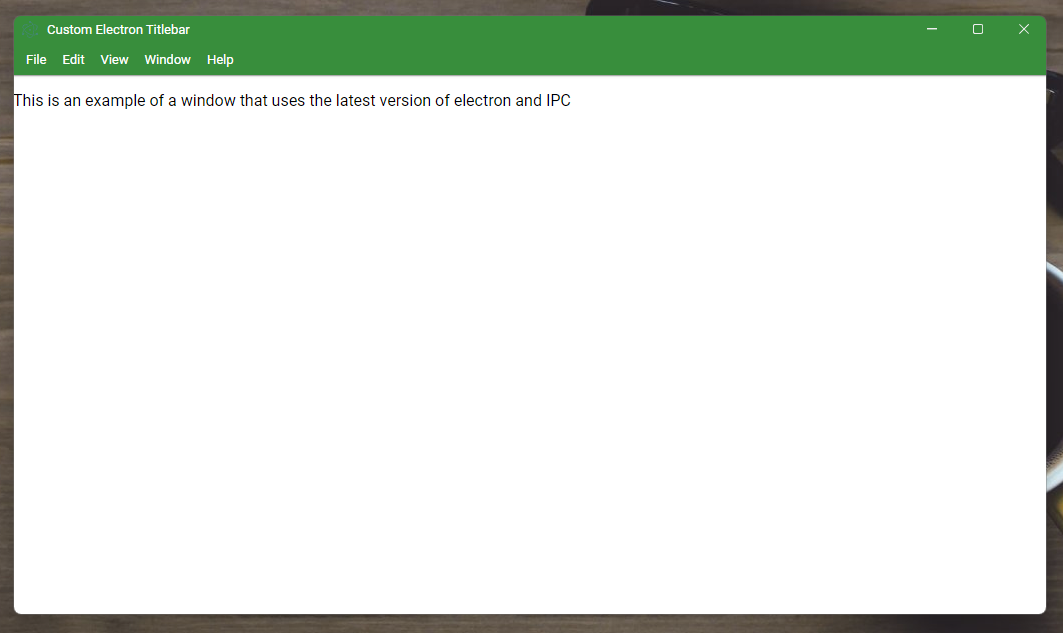 Custom Electron Titlebar
File Edit View Window Help
This is an example of a window that uses the latest version of electron and IPC